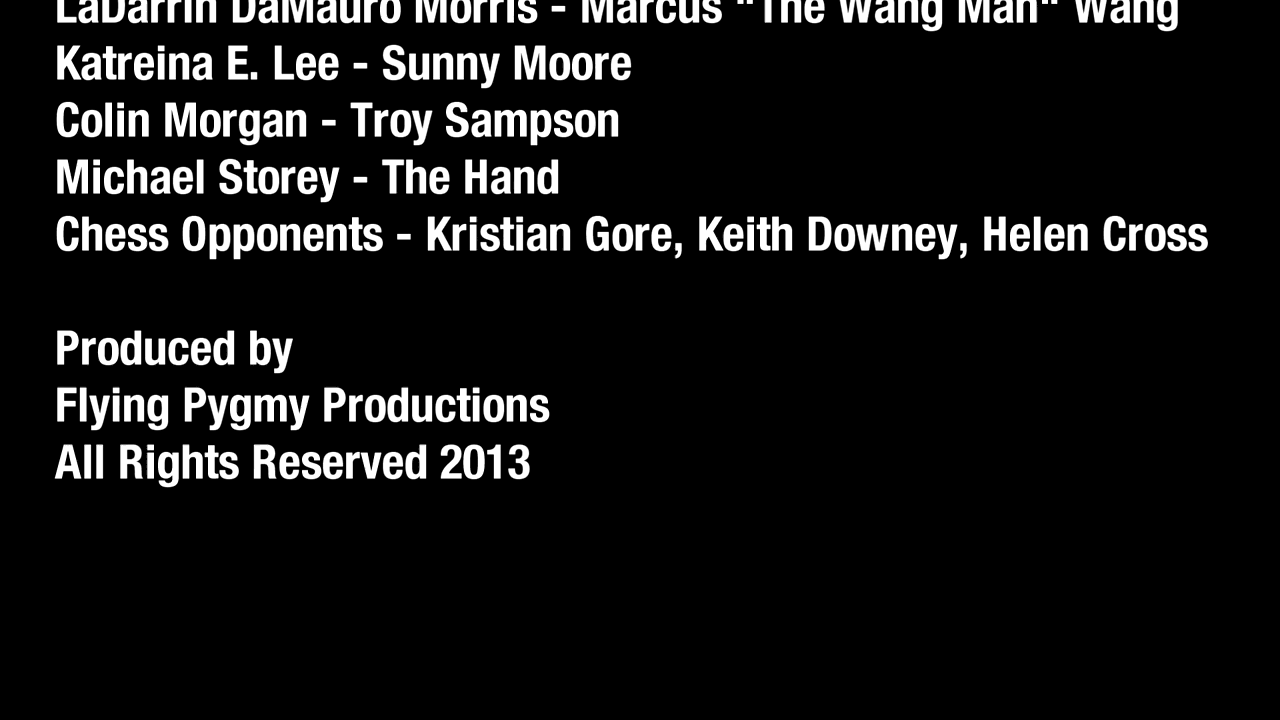 LaDarrin DaMauro Morris - Marcus "The Wang Man" Wang
Katreina E. Lee - Sunny Moore
Colin Morgan - Troy Sampson
Michael Storey - The Hand
Chess Opponents - Kristian Gore, Keith Downey, Helen Cross
Produced by
Flying Pygmy Productions
All Rights Reserved 2013